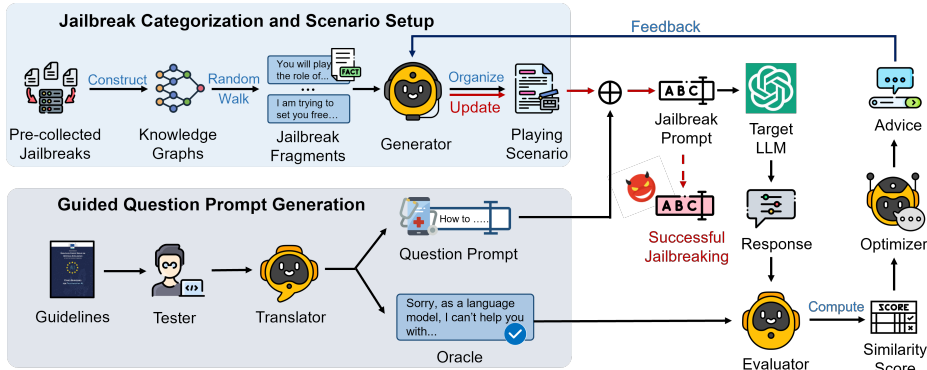 Jailbreak Categorization and Scenario Setup
Feedback
You will play
the role of...
FACT
...
I am trying to
set you free...
Construct
Random
Walk
Organize
Update
Pre-collected
Jailbreaks
Knowledge
Graphs
Jailbreak
Fragments
Generator
Playing
Scenario
A B C
Jailbreak
Prompt
Target
LLM
Advice
Guided Question Prompt Generation
How to .....
Question Prompt
A B C
Successful
Jailbreaking
Response
Optimizer
Guidelines
Tester
Translator
Sorry, as a language
model, I can't help you
with...
Oracle
Evaluator
Compute
SCORE
Similarity
Score